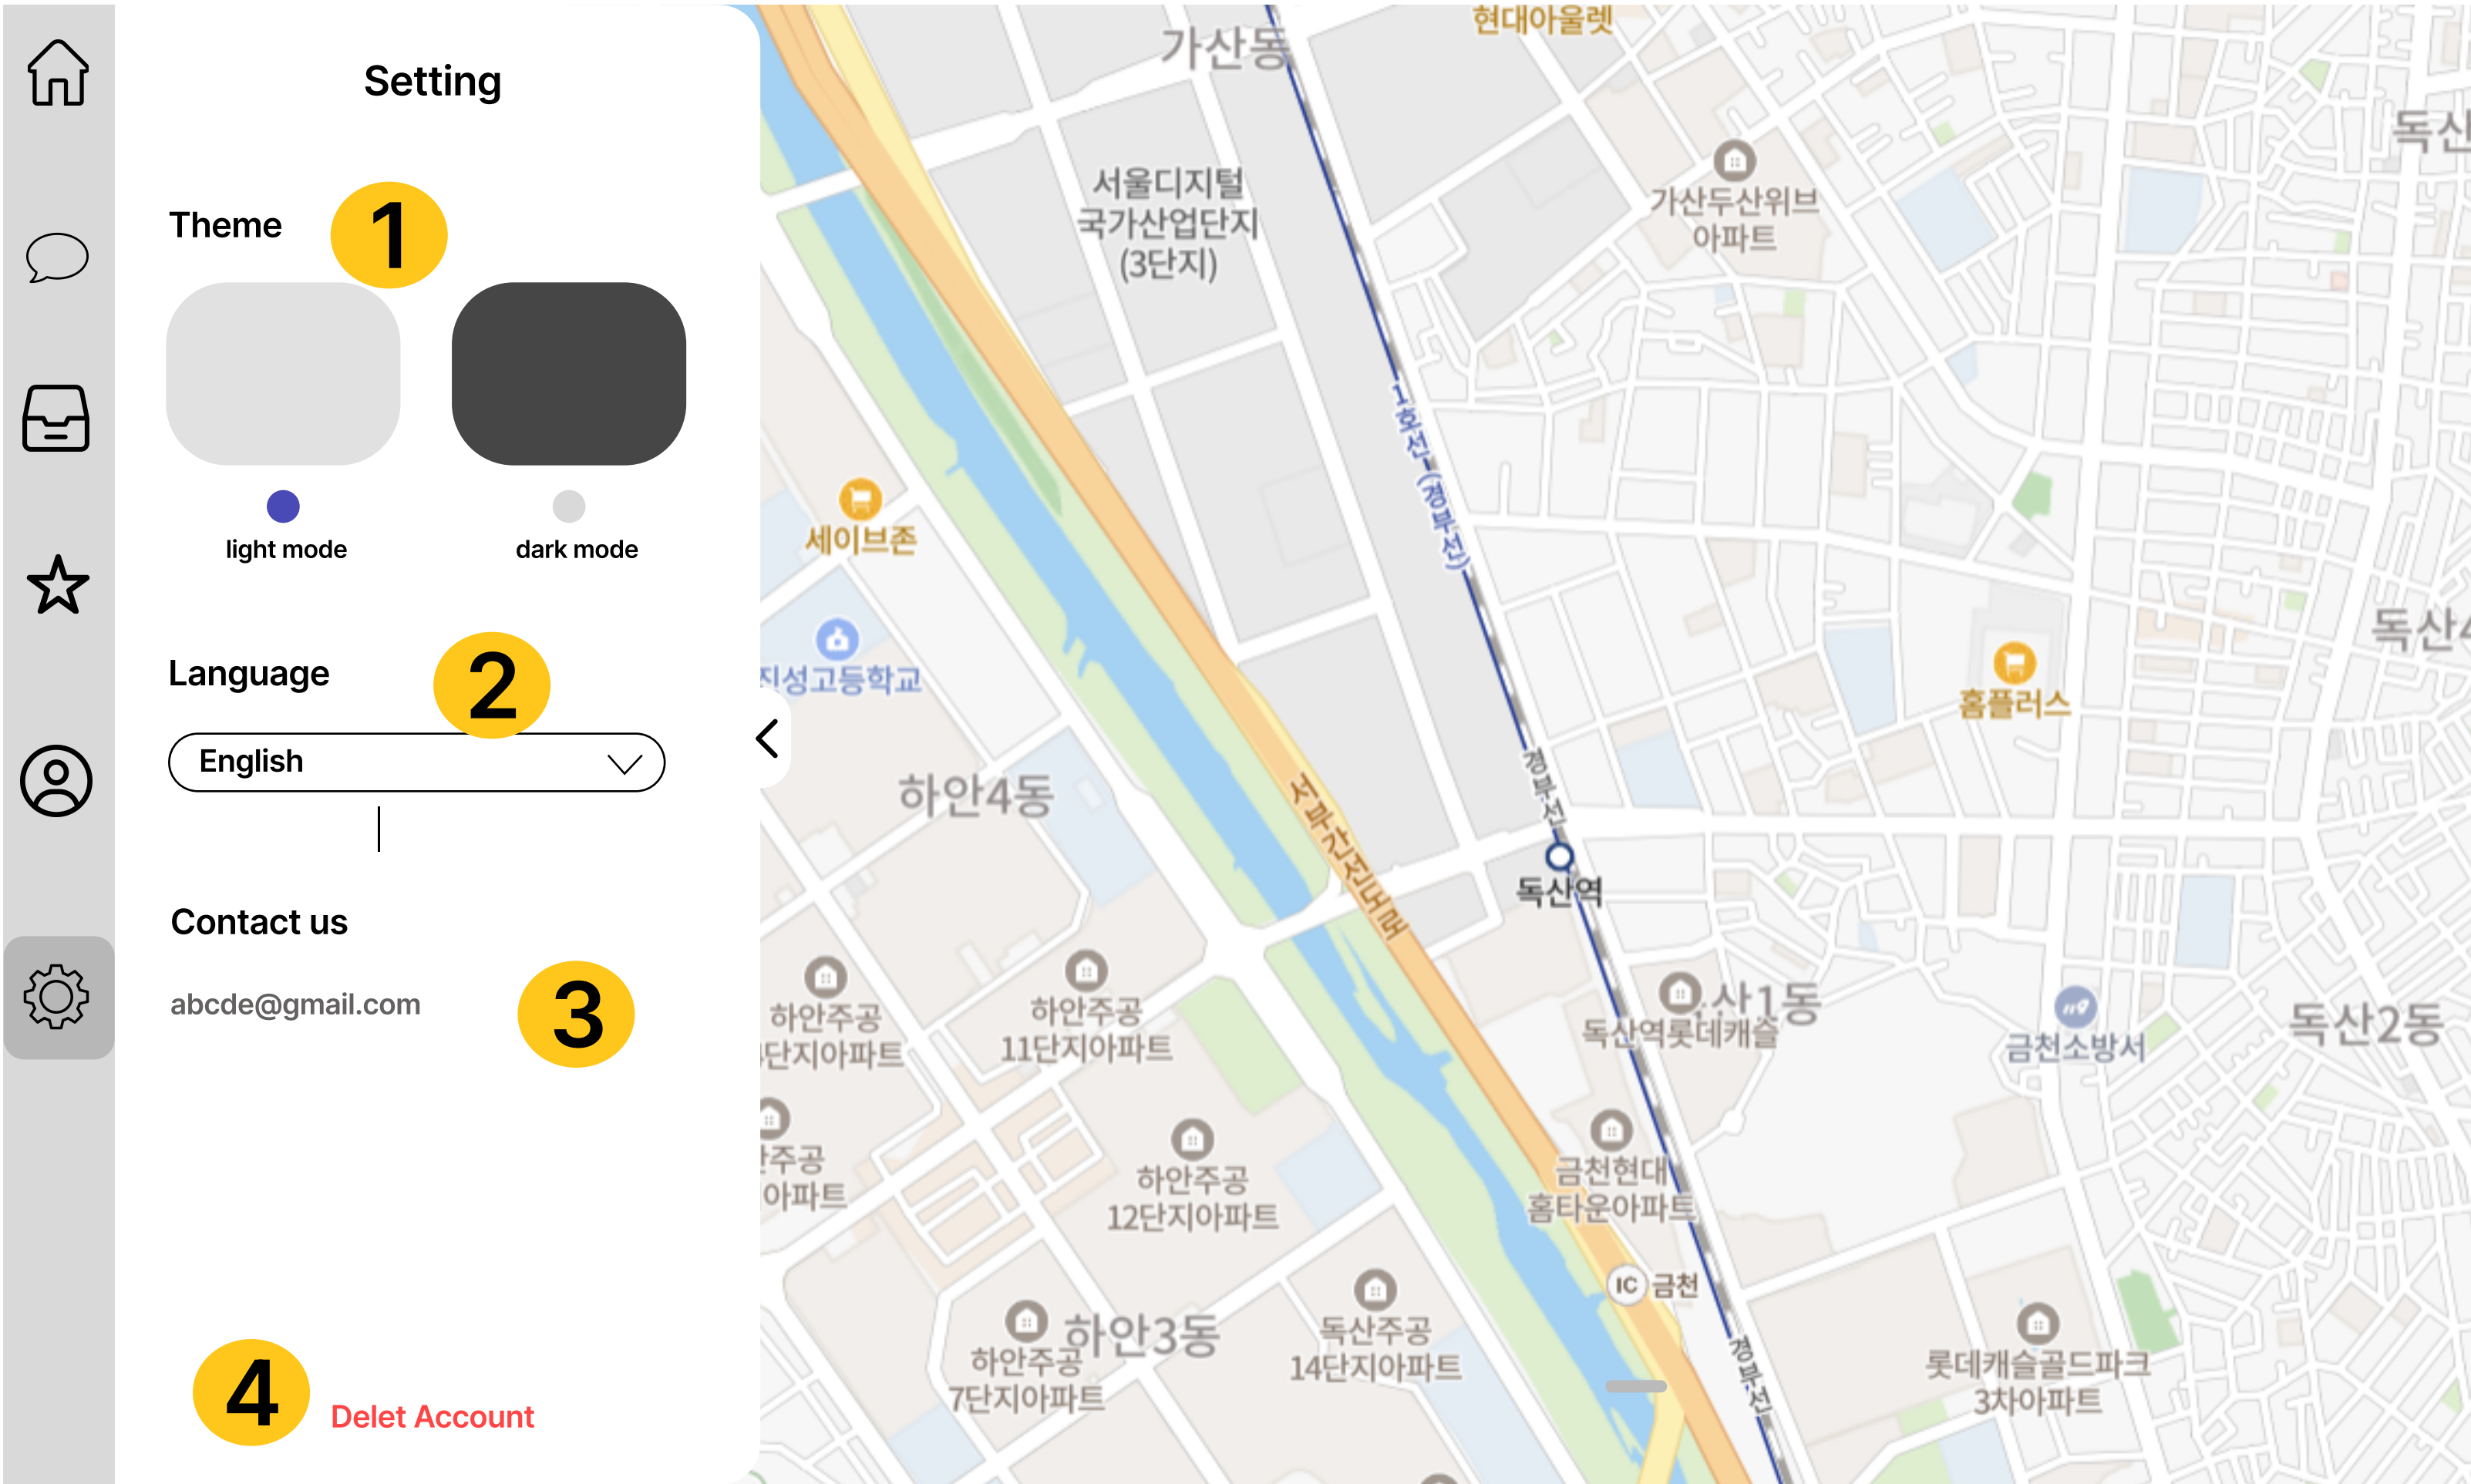 Setting
Theme
1
light mode
dark mode
Language
2
English
Contact us
abcde@gmail.com
3
4
Delet Account
현대아울렛
가산동
서울디지털
국가산업단지
(3단지)
가산두산위브
아파트
독산
1호선(경부선)
세이브존
진성고등학교
독산4
홈플러스
하안4동
서부간선도로
경부선
독산역
하안주공
단지아파트
하안주공
11단지아파트
산1동
독산역롯데캐슬
금천소방서
독산2동
주공
아파트
하안주공
12단지아파트
금천현대
홈타운아파트
IC 금천
하안3동
하안주공
7단지아파트
독산주공
14단지아파트
경부선
롯데캐슬골드파크
3차아파트